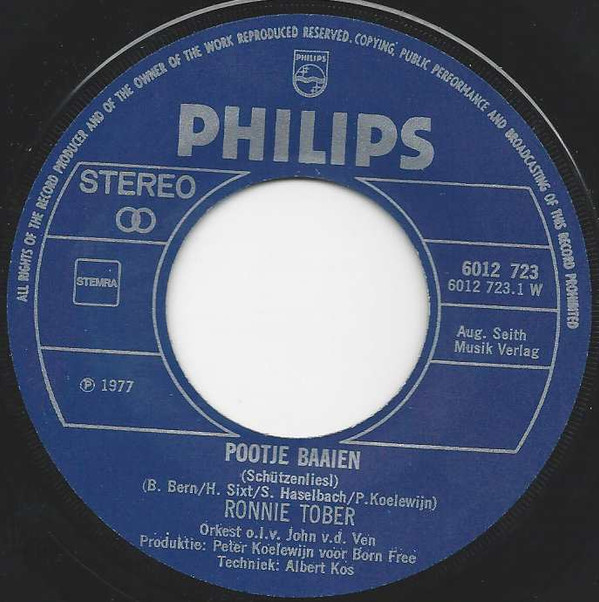 ALL RIGHTS OF THE RECORD PRODUCER AND OF THE OWNER OF THE WORK REPRODUCED RESERVED. COPYING, PUBLIC PERFORMANCE AND BROADCASTING OF THIS RECORD PROHIBITED
PHILIPS
PHILIPS
STEREO
STEMRA
6012 723
6012 723.1 W
Aug. Seith
Musik Verlag
℗ 1977
POOTJE BAAIEN
(Schützenliesl)
(B. Bern/H. Sixt/S. Haselbach/P.Koelewijn)
RONNIE TOBER
Orkest o.l.v. John v.d. Ven
Produktie: Peter Koelewijn voor Born Free
Techniek: Albert Kos